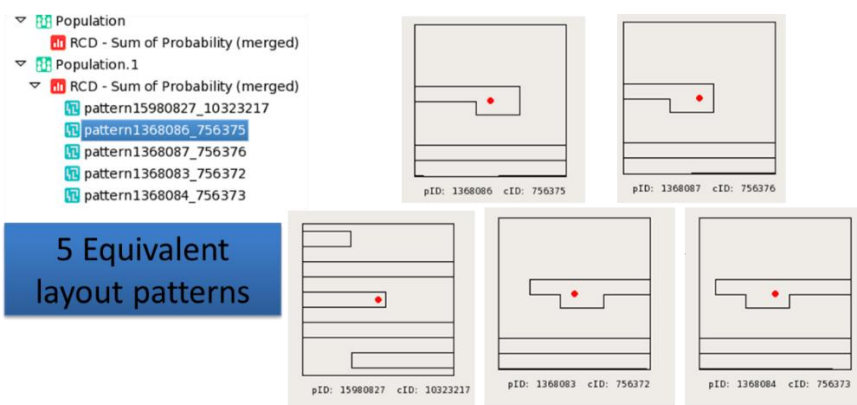 Population
RCD - Sum of Probability (merged)
Population.1
RCD - Sum of Probability (merged)
pattern15980827_10323217
pattern1368086_756375
pattern1368087_756376
pattern1368083_756372
pattern1368084_756373
5 Equivalent
layout patterns
pID: 1368086 cID: 756375
pID: 1368087 cID: 756376
pID: 15980827 cID: 10323217
pID: 1368083 cID: 756372
pID: 1368084 cID: 756373